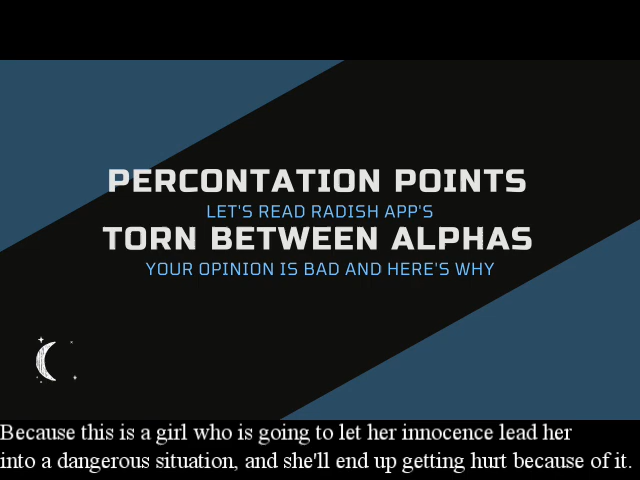 PERCONTATION POINTS
LET'S READ RADISH APP'S
TORN BETWEEN ALPHAS
YOUR OPINION IS BAD AND HERE'S WHY
Because this is a girl who is going to let her innocence lead her
into a dangerous situation, and she'll end up getting hurt because of it.